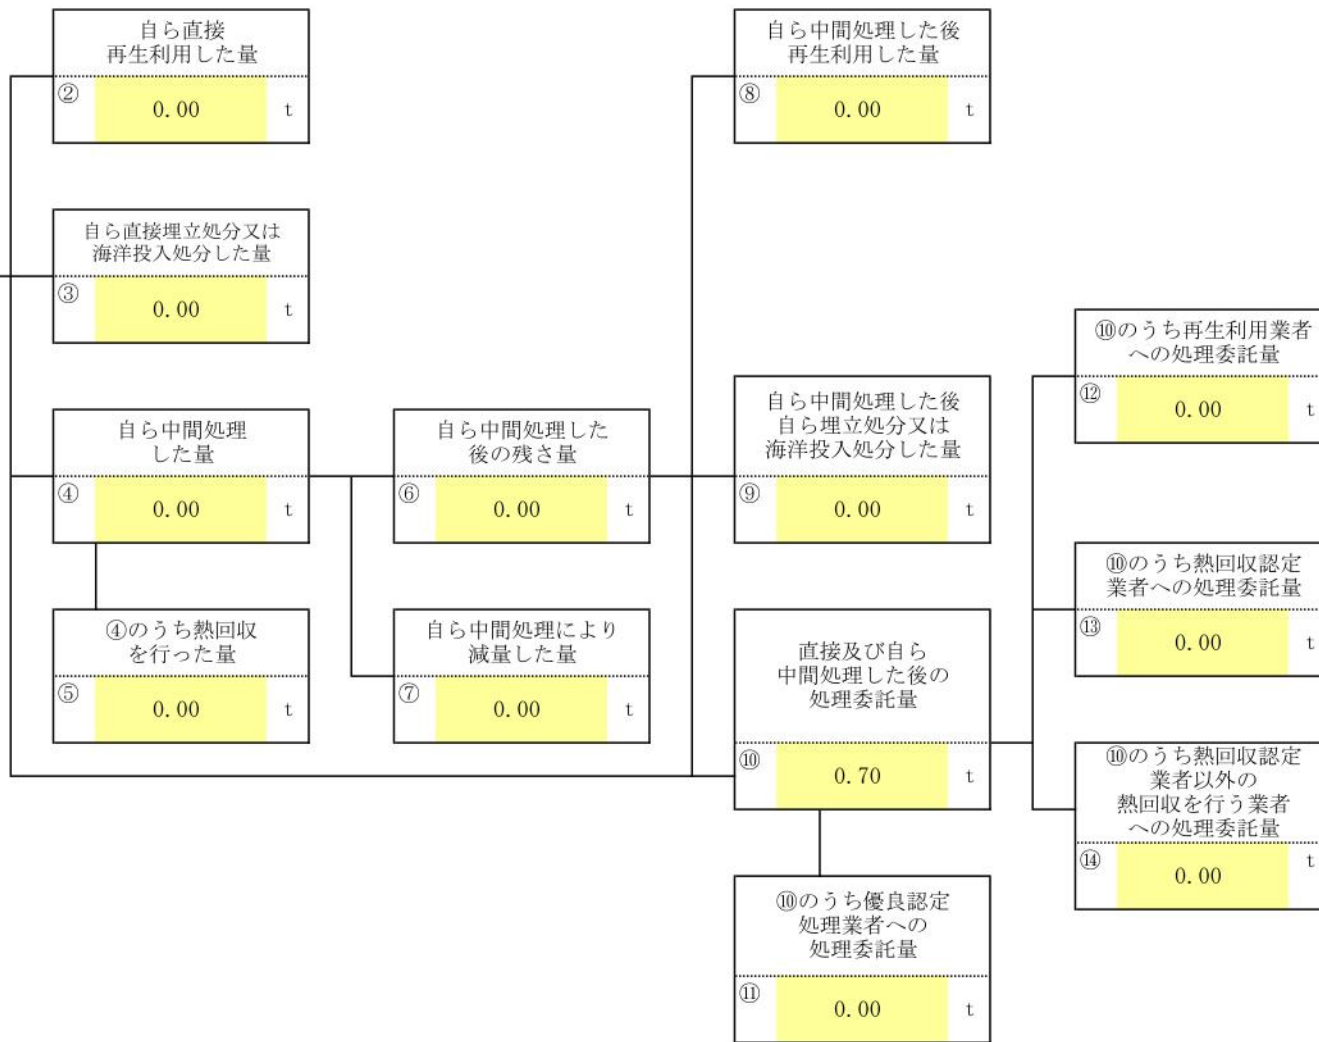 自ら直接
再生利用した量
② 0.00 t
自ら直接埋立処分又は
海洋投入処分した量
③ 0.00 t
自ら中間処理
した量
④ 0.00 t
④のうち熱回収
を行った量
⑤ 0.00 t
自ら中間処理した
後の残さ量
⑥ 0.00 t
自ら中間処理により
減量した量
⑦ 0.00 t
自ら中間処理した後
再生利用した量
⑧ 0.00 t
自ら中間処理した後
自ら埋立処分又は
海洋投入処分した量
⑨ 0.00 t
直接及び自ら
中間処理した後の
処理委託量
⑩ 0.70 t
⑩のうち優良認定
処理業者への
処理委託量
⑪ 0.00 t
⑩のうち再生利用業者
への処理委託量
⑫ 0.00 t
⑩のうち熱回収認定
業者への処理委託量
⑬ 0.00 t
⑩のうち熱回収認定
業者以外の
熱回収を行う業者
への処理委託量
⑭ 0.00 t